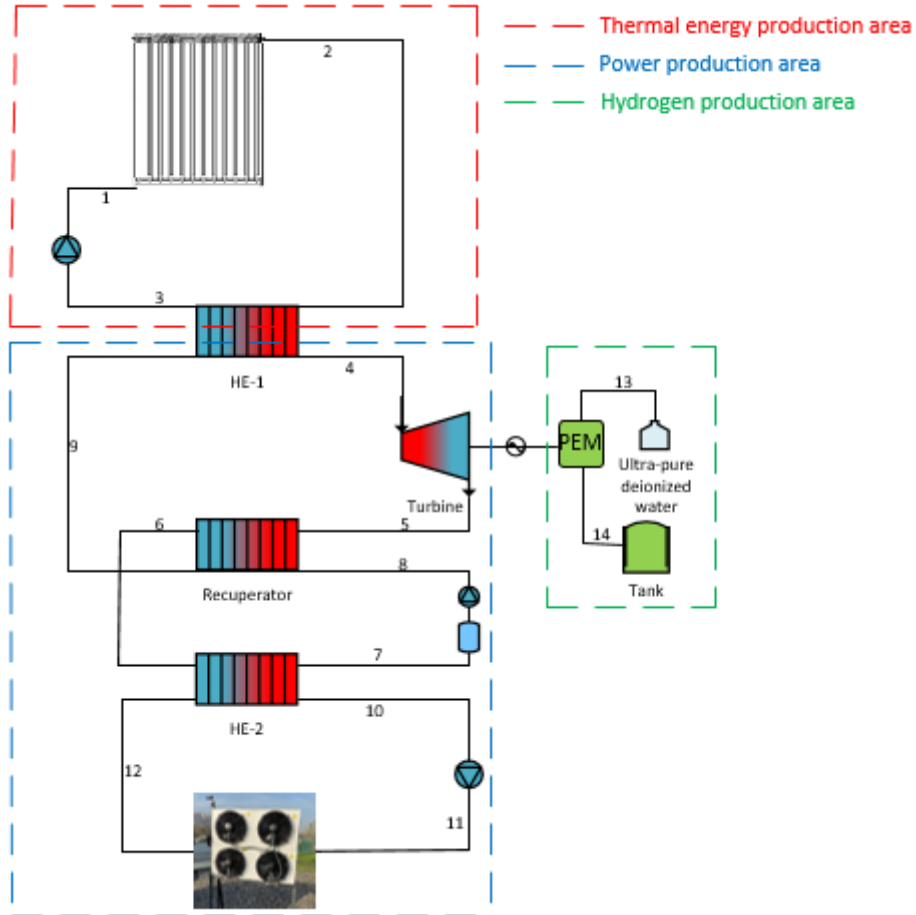 2
Thermal energy production area
Power production area
Hydrogen production area
1
3
HE-1
4
9
13
PEM
Ultra-pure
deionized
water
Turbine
6
5
14
8
Recuperator
Tank
7
10
HE-2
12
11